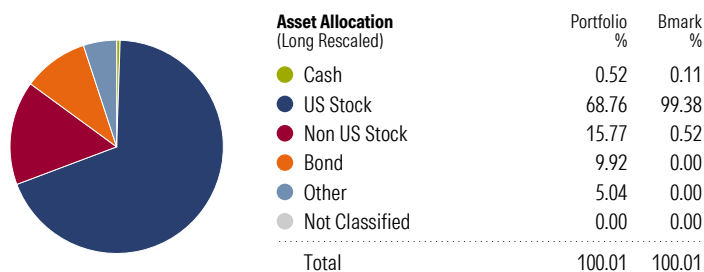 Asset Allocation Portfolio Bmark
(Long Rescaled) % %
Cash 0.52 0.11
US Stock 68.76 99.38
Non US Stock 15.77 0.52
Bond 9.92 0.00
Other 5.04 0.00
Not Classified 0.00 0.00
Total 100.01 100.01